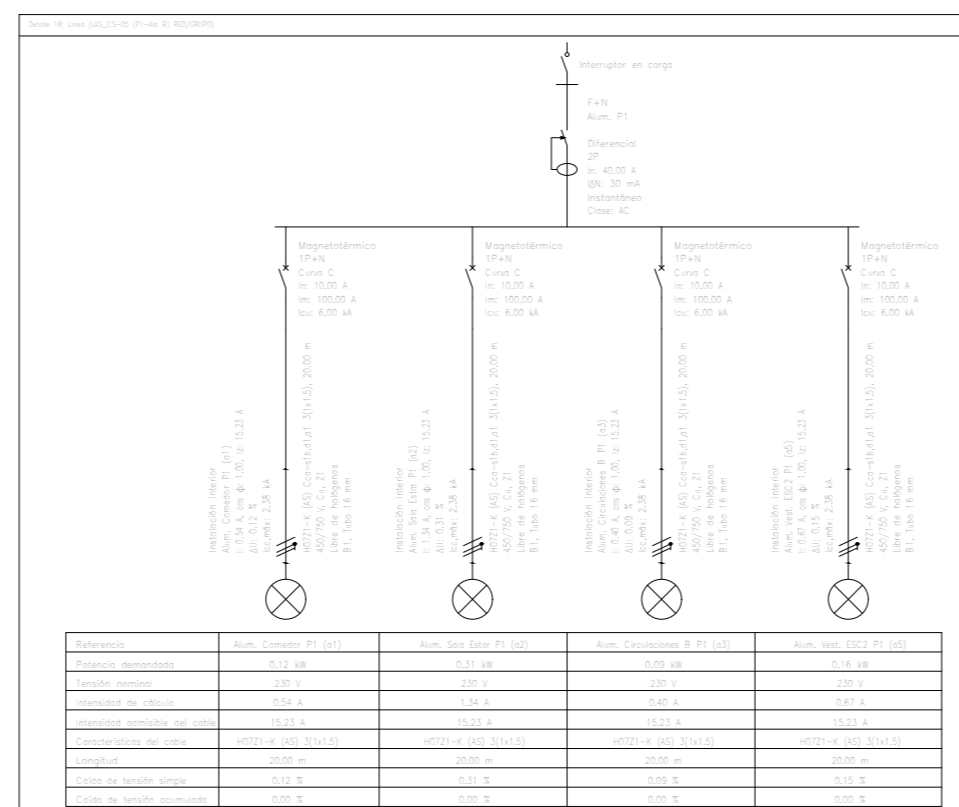 Detalle 18: Línea (UAS_CS-05 (P1-Ala B) RED/GRUPO)
Interruptor en carga
F+N
Alum. P1
Diferencial
2P
In: 40.00 A
IΔN: 30 mA
Instantáneo
Clase: AC
Magnetotérmico
1P+N
Curva C
In: 10.00 A
Im: 100.00 A
Icu: 6.00 kA
Magnetotérmico
1P+N
Curva C
In: 10.00 A
Im: 100.00 A
Icu: 6.00 kA
Magnetotérmico
1P+N
Curva C
In: 10.00 A
Im: 100.00 A
Icu: 6.00 kA
Magnetotérmico
1P+N
Curva C
In: 10.00 A
Im: 100.00 A
Icu: 6.00 kA
Instalación interior
Alum. Comedor P1 (a1)
I: 0.54 A, cos ф: 1.00, Iz: 15.23 A
ΔU: 0.12 %
Icc,máx: 2.38 kA
H07Z1-K (AS) Cca-s1b,d1,a1 3(1x1.5), 20.00 m
450/750 V, Cu, Z1
Libre de halógenos
B1, Tubo 16 mm
Instalación interior
Alum. Sala Estar P1 (a2)
I: 1.34 A, cos ф: 1.00, Iz: 15.23 A
ΔU: 0.31 %
Icc,máx: 2.38 kA
H07Z1-K (AS) Cca-s1b,d1,a1 3(1x1.5), 20.00 m
450/750 V, Cu, Z1
Libre de halógenos
B1, Tubo 16 mm
Instalación interior
Alum. Circulaciones B P1 (a3)
I: 0.40 A, cos ф: 1.00, Iz: 15.23 A
ΔU: 0.09 %
Icc,máx: 2.38 kA
H07Z1-K (AS) Cca-s1b,d1,a1 3(1x1.5), 20.00 m
450/750 V, Cu, Z1
Libre de halógenos
B1, Tubo 16 mm
Instalación interior
Alum. Vest. ESC2 P1 (a5)
I: 0.67 A, cos ф: 1.00, Iz: 15.23 A
ΔU: 0.15 %
Icc,máx: 2.38 kA
H07Z1-K (AS) Cca-s1b,d1,a1 3(1x1.5), 20.00 m
450/750 V, Cu, Z1
Libre de halógenos
B1, Tubo 16 mm
Referencia Alum. Comedor P1 (a1) Alum. Sala Estar P1 (a2) Alum. Circulaciones B P1 (a3) Alum. Vest. ESC2 P1 (a5)
Potencia demandada 0.12 kW 0.31 kW 0.09 kW 0.16 kW
Tensión nominal 230 V 230 V 230 V 230 V
Intensidad de cálculo 0.54 A 1.34 A 0.40 A 0.67 A
Intensidad admisible del cable 15.23 A 15.23 A 15.23 A 15.23 A
Características del cable H07Z1-K (AS) 3(1x1.5) H07Z1-K (AS) 3(1x1.5) H07Z1-K (AS) 3(1x1.5) H07Z1-K (AS) 3(1x1.5)
Longitud 20.00 m 20.00 m 20.00 m 20.00 m
Caída de tensión simple 0.12 % 0.31 % 0.09 % 0.15 %
Caída de tensión acumulada 0.00 % 0.00 % 0.00 % 0.00 %